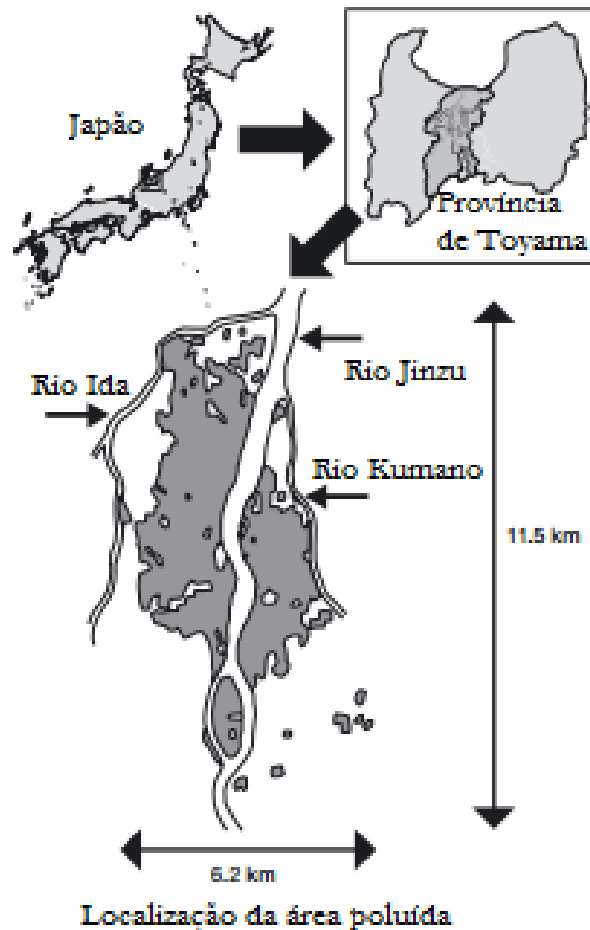 Japão
Província
de Toyama
Rio Ida
Rio Jinzu
Rio Kumano
11.5 km
6.2 km
Localização da área poluída